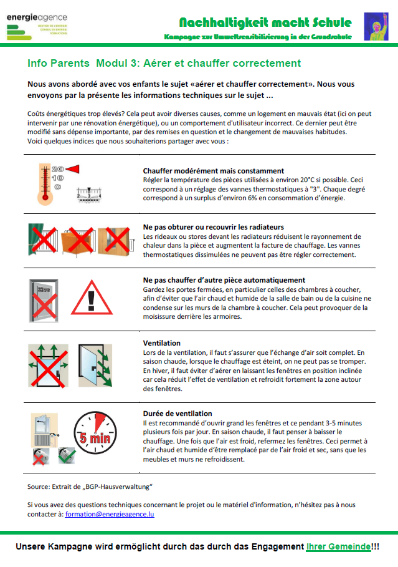 energieagence
Nachhaltigkeit macht Schule
Kampagne zur Umweltsensibilisierung in der Grundschule
Info Parents Modul 3: Aérer et chauffer correctement
Nous avons abordé avec vos enfants le sujet «aérer et chauffer correctement». Nous vous
envoyons par la présente les informations techniques sur le sujet ...
Coûts énergétiques trop élevés? Cela peut avoir diverses causes, comme un logement en mauvais état (ici on peut
intervenir par une rénovation énergétique), ou un comportement d'utilisateur incorrect. Ce dernier peut être
modifié sans dépense importante, par des remises en question et le changement de mauvaises habitudes.
Voici quelques indices que nous souhaiterions partager avec vous :
20
Chauffer modérément mais constamment
Régler la température des pièces utilisées à environ 20°C si possible. Ceci
correspond à un réglage des vannes thermostatiques à "3". Chaque degré
correspond à un surplus d'environ 6% en consommation d'énergie.
Ne pas obturer ou recouvrir les radiateurs
Les rideaux ou stores devant les radiateurs réduisent le rayonnement de
chaleur dans la pièce et augmentent la facture de chauffage. Les vannes
thermostatiques dissimulées ne peuvent pas être régler correctement.
Ne pas chauffer d'autre pièce automatiquement
Gardez les portes fermées, en particulier celles des chambres à coucher,
afin d'éviter que l'air chaud et humide de la salle de bain ou de la cuisine ne
condense sur les murs de la chambre à coucher. Cela peut provoquer de la
moisissure derrière les armoires.
Ventilation
Lors de la ventilation, il faut s'assurer que l'échange d'air soit complet. En
saison chaude, lorsque le chauffage est éteint, on ne peut pas se tromper.
En hiver, il faut éviter d'aérer en laissant les fenêtres en position inclinée
car cela réduit l'effet de ventilation et refroidit fortement la zone autour
des fenêtres.
5 min
Durée de ventilation
Il est recommandé d'ouvrir grand les fenêtres et ce pendant 3-5 minutes
plusieurs fois par jour. En saison chaude, il faut penser à baisser le
chauffage. Une fois que l'air est froid, refermez les fenêtres. Ceci permet à
l'air chaud et humide d'être remplacé par de l'air froid et sec, sans que les
meubles et murs ne refroidissent.
Source: Extrait de „BGP-Hausverwaltung"
Si vous avez des questions techniques concernant le projet ou le matériel d'information, n'hésitez pas à nous
contacter à: formation@energieagence.lu
Unsere Kampagne wird ermöglicht durch das durch das Engagement Ihrer Gemeinde!!!